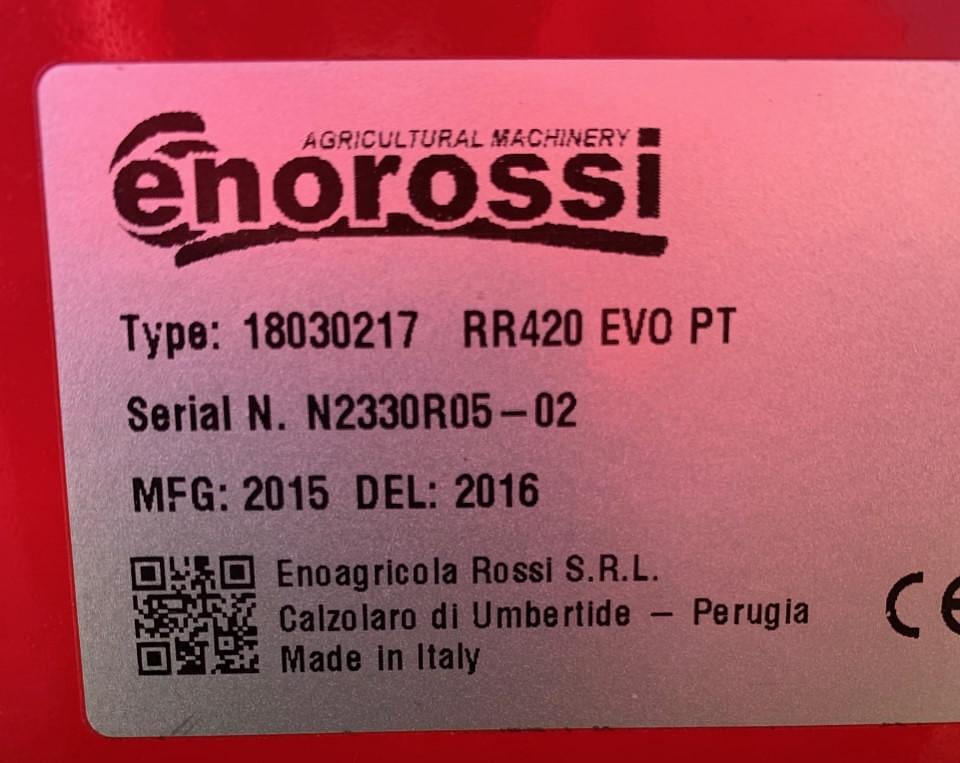 AGRICULTURAL MACHINERY
enorossi
Type: 18030217 RR420 EVO PT
Serial N. N2330R05-02
MFG: 2015 DEL: 2016
Enoagricola Rossi S.R.L.
Calzolaro di Umbertide - Perugia
Made in Italy
CE